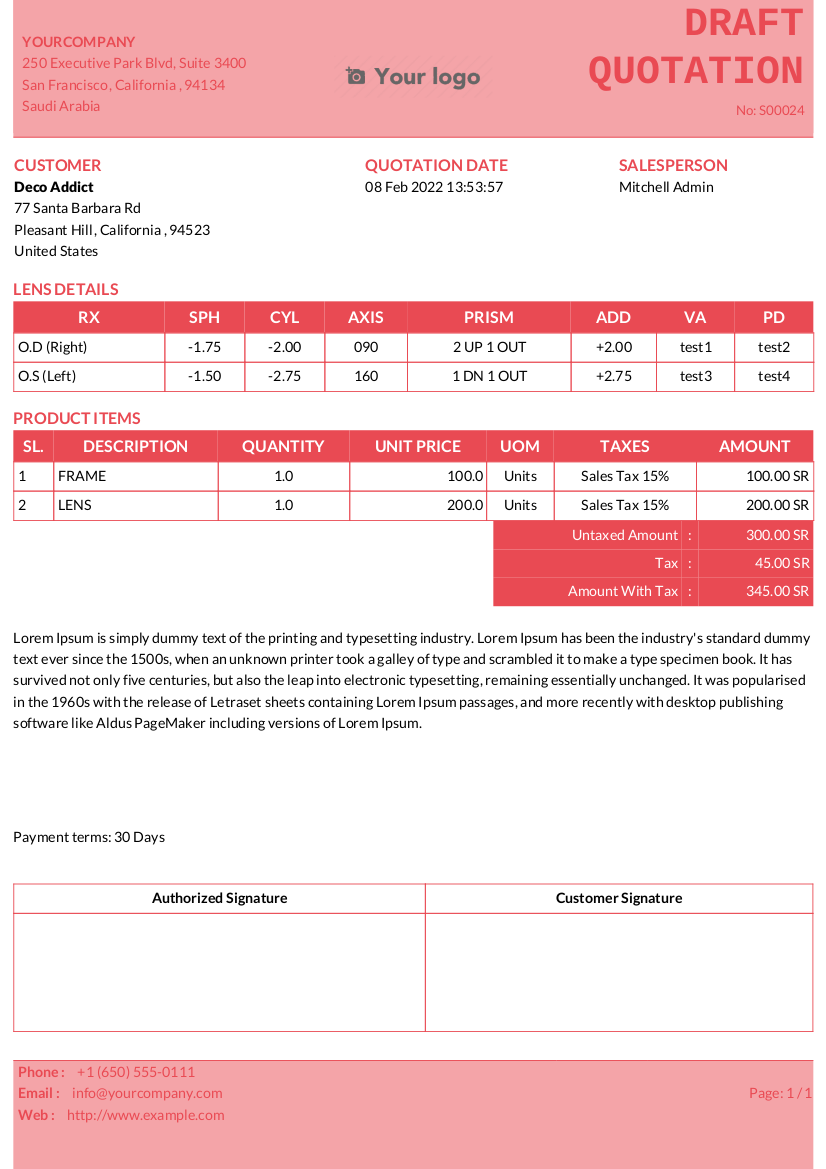 YOURCOMPANY
250 Executive Park Blvd, Suite 3400
San Francisco, California , 94134
Saudi Arabia
Your logo
DRAFT
QUOTATION
No: S00024
CUSTOMER
Deco Addict
77 Santa Barbara Rd
Pleasant Hill, California , 94523
United States
QUOTATION DATE
08 Feb 2022 13:53:57
SALESPERSON
Mitchell Admin
LENS DETAILS
RX SPH CYL AXIS PRISM ADD VA PD
O.D (Right) -1.75 -2.00 090 2 UP 1 OUT +2.00 test1 test2
O.S (Left) -1.50 -2.75 160 1 DN 1 OUT +2.75 test3 test4
PRODUCT ITEMS
SL. DESCRIPTION QUANTITY UNIT PRICE UOM TAXES AMOUNT
1 FRAME 1.0 100.0 Units Sales Tax 15% 100.00 SR
2 LENS 1.0 200.0 Units Sales Tax 15% 200.00 SR
Untaxed Amount : 300.00 SR
Tax : 45.00 SR
Amount With Tax : 345.00 SR
Lorem Ipsum is simply dummy text of the printing and typesetting industry. Lorem Ipsum has been the industry's standard dummy
text ever since the 1500s, when an unknown printer took a galley of type and scrambled it to make a type specimen book. It has
survived not only five centuries, but also the leap into electronic typesetting, remaining essentially unchanged. It was popularised
in the 1960s with the release of Letraset sheets containing Lorem Ipsum passages, and more recently with desktop publishing
software like Aldus PageMaker including versions of Lorem Ipsum.
Payment terms: 30 Days
Authorized Signature Customer Signature
Phone : +1 (650) 555-0111
Email : info@yourcompany.com
Web : http://www.example.com
Page: 1 / 1